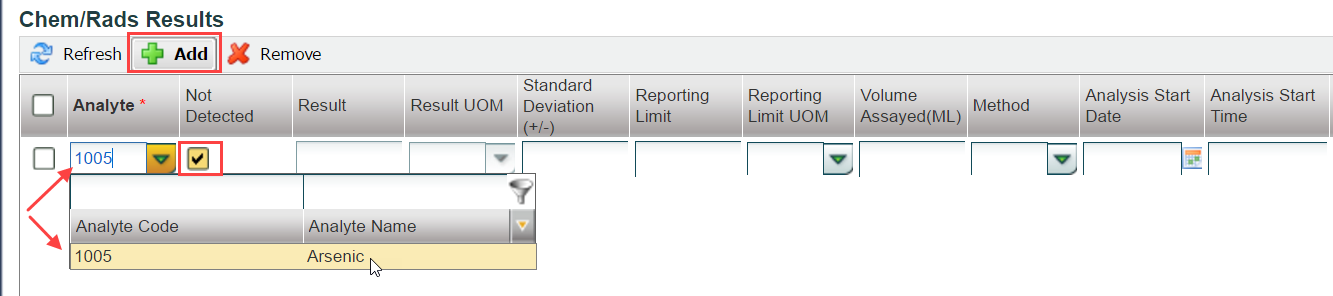 Chem/Rads Results
Refresh Add Remove
Analyte * Not Detected Result Result UOM Standard Deviation (+/-) Reporting Limit Reporting Limit UOM Volume Assayed(ML) Method Analysis Start Date Analysis Start Time
1005
Analyte Code Analyte Name
1005 Arsenic